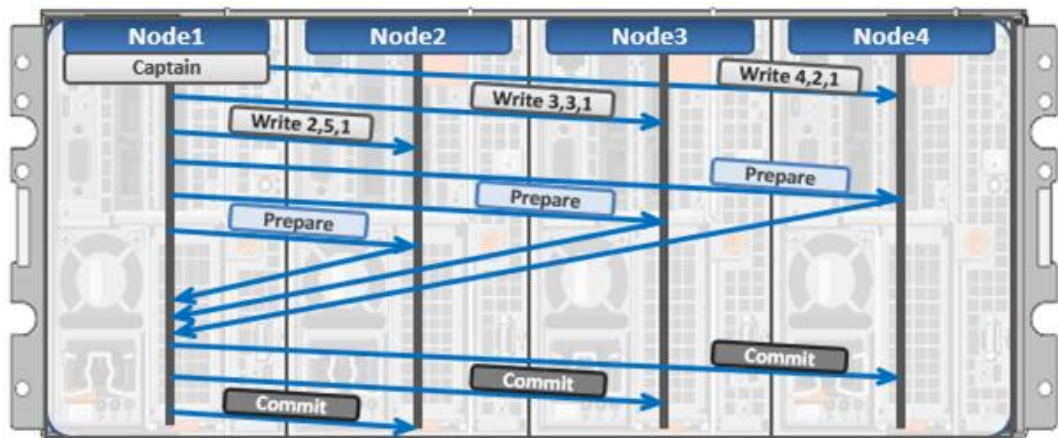 Node1
Node2
Node3
Node4
Captain
Write 4,2,1
Write 3,3,1
Write 2,5,1
Prepare
Prepare
Prepare
Commit
Commit
Commit